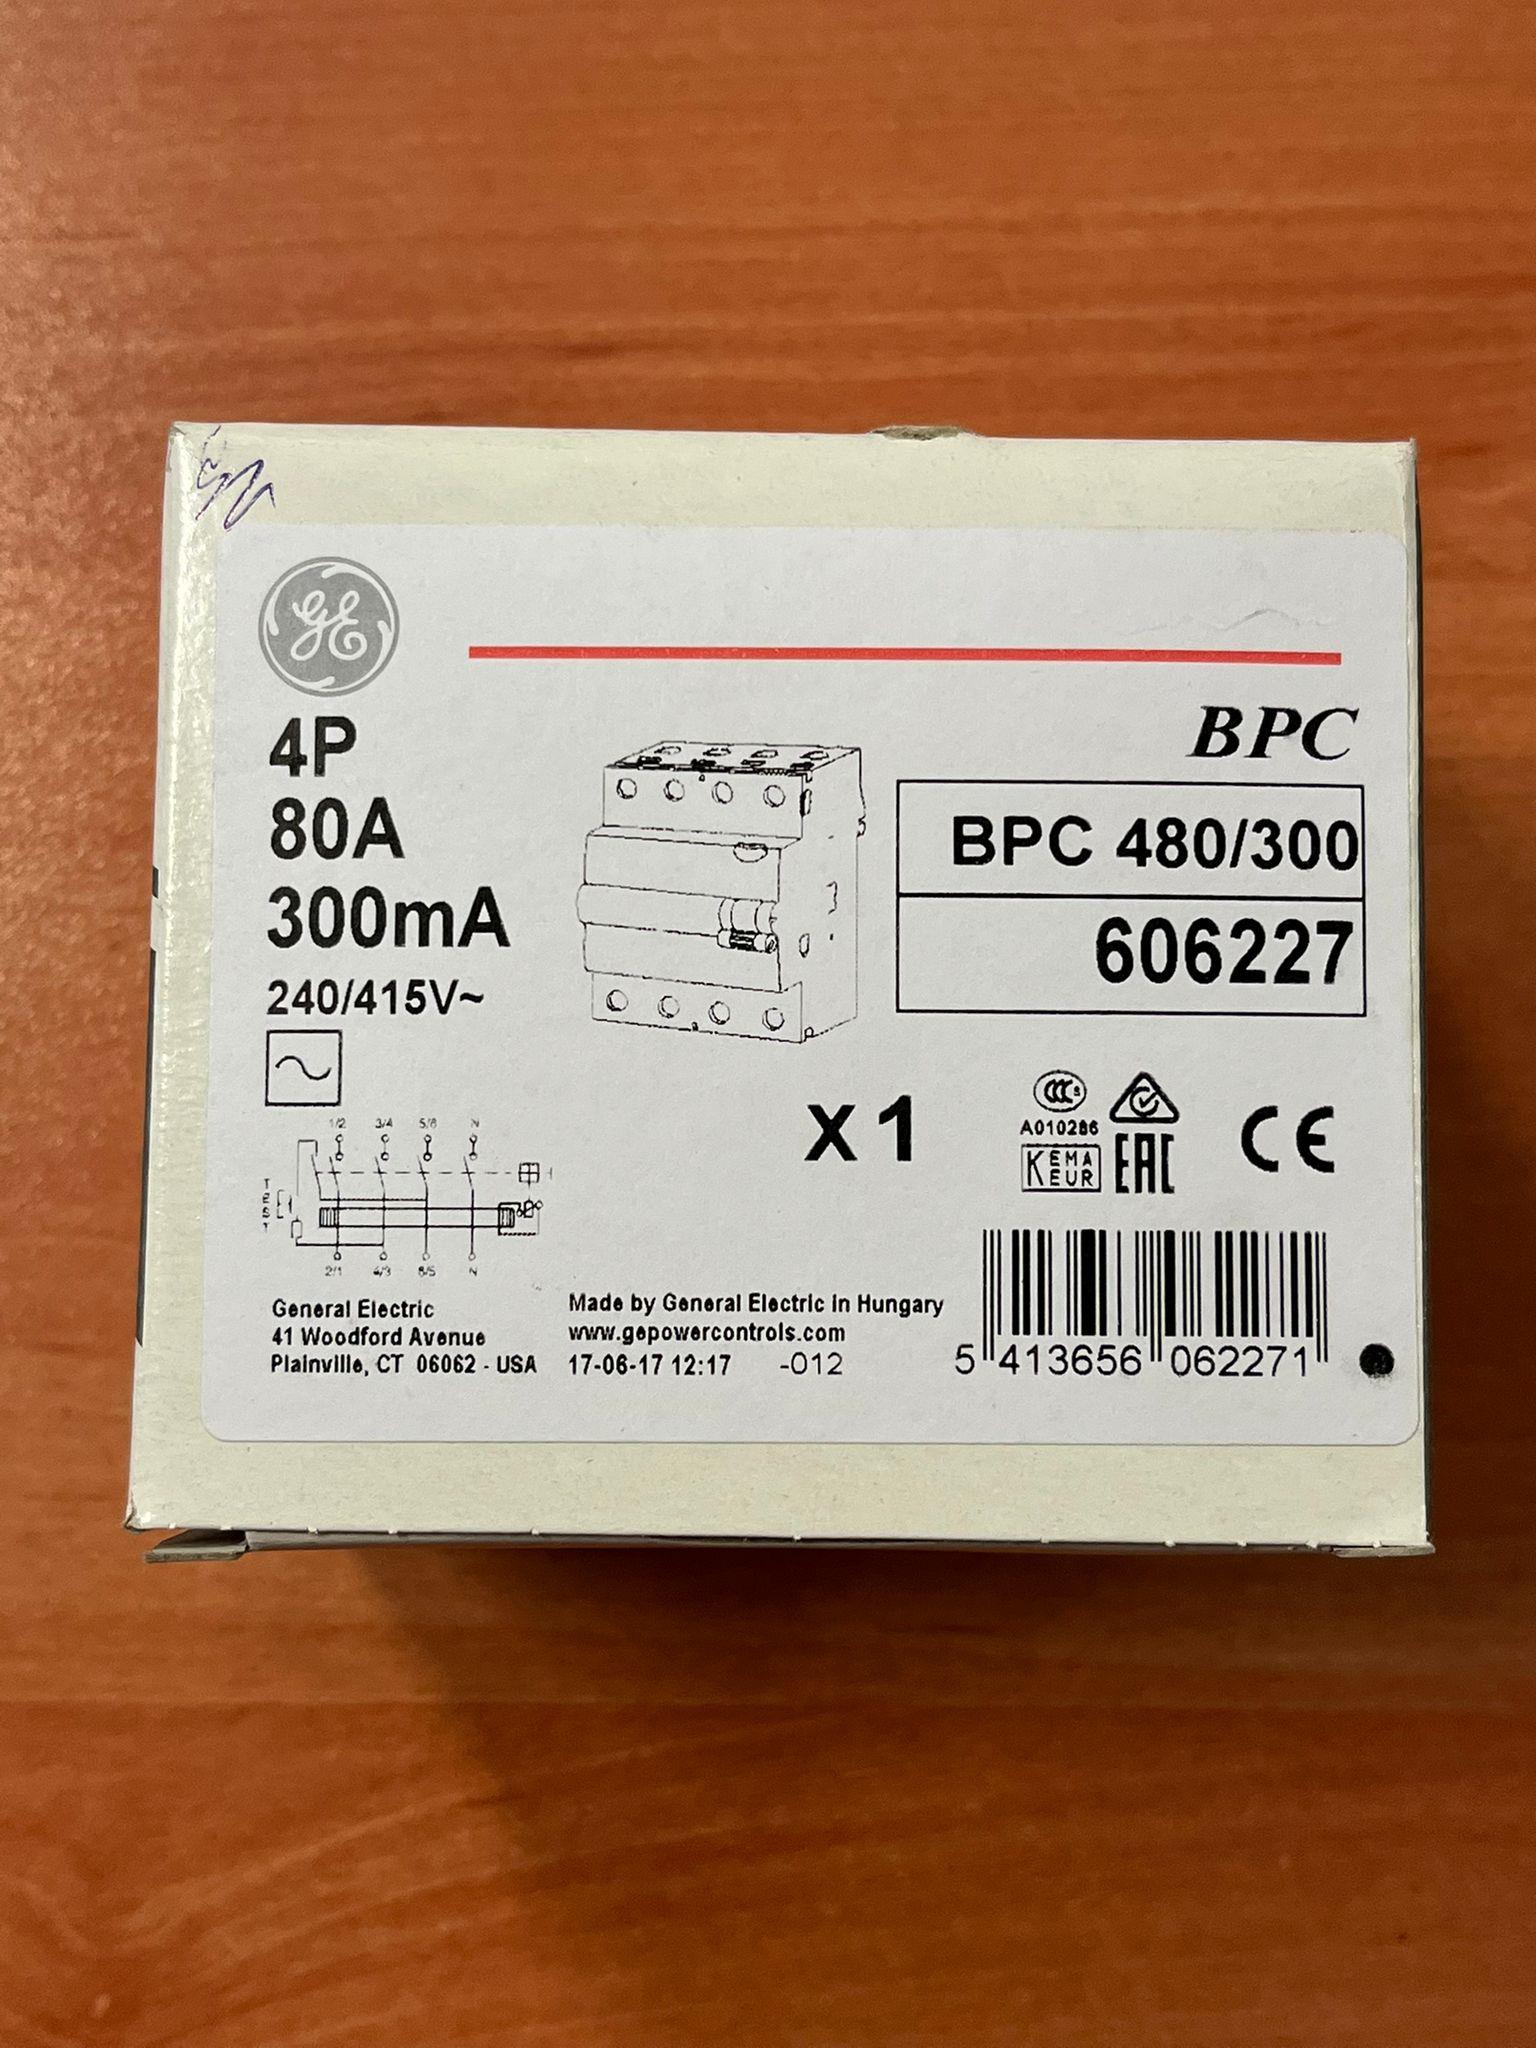 GE
4P
80A
300mA
240/415V~
BPC
BPC 480/300
606227
X 1
CCC S
A010286
KEMA
KEUR
EAC
CE
1/2 3/4 5/6 N
TEST
2/1 4/3 6/5 N
General Electric
41 Woodford Avenue
Plainville, CT 06062 - USA
Made by General Electric in Hungary
www.gepowercontrols.com
17-06-17 12:17 -012
5 413656 062271